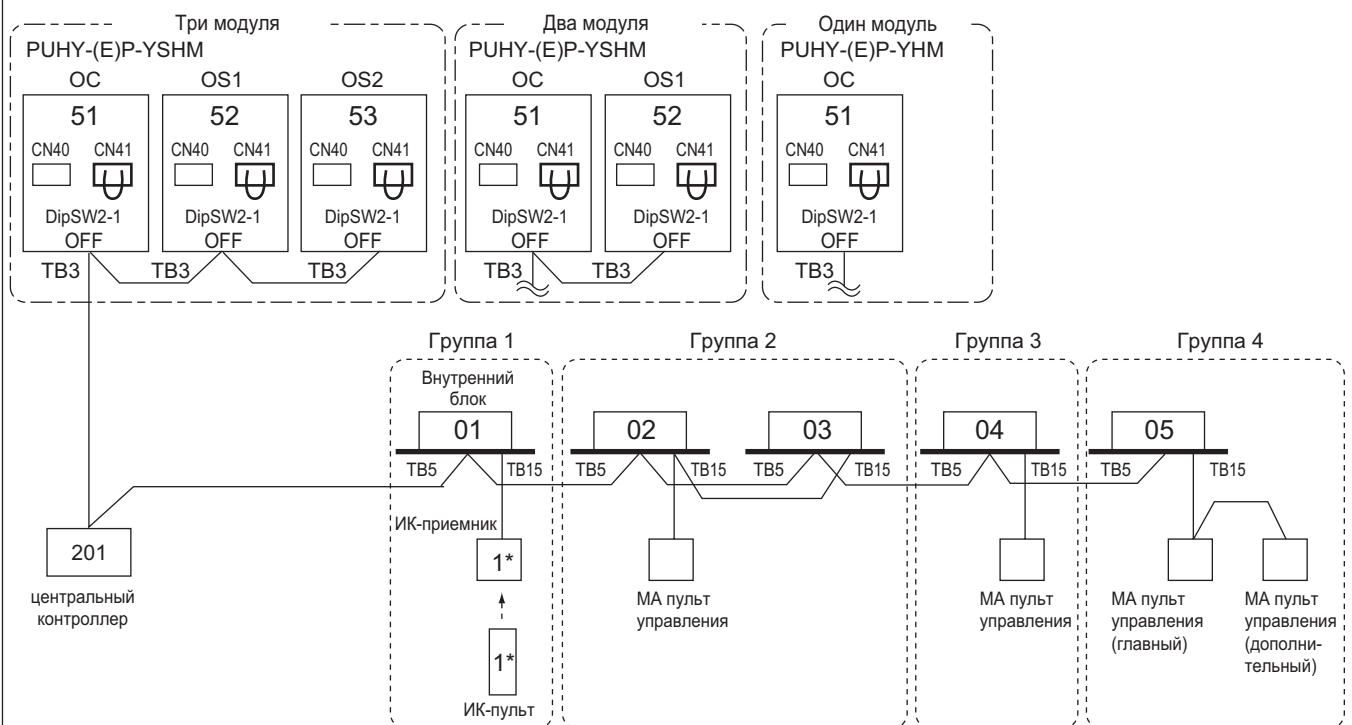 Три модуля
Два модуля
Один модуль
PUHY-(E)P-YSHM
PUHY-(E)P-YSHM
PUHY-(E)P-YHM
OC
OS1
OS2
OC
OS1
OC
51
52
53
51
52
51
CN40 CN41
CN40 CN41
CN40 CN41
CN40 CN41
CN40 CN41
CN40 CN41
DipSW2-1
DipSW2-1
DipSW2-1
DipSW2-1
DipSW2-1
DipSW2-1
OFF
OFF
OFF
OFF
OFF
OFF
TB3
TB3
TB3
TB3
TB3
TB3
Группа 1
Группа 2
Группа 3
Группа 4
Внутренний
блок
01
02
03
04
05
TB5
TB15
TB5
TB15
TB5
TB15
TB5
TB15
TB5
TB15
ИК-приемник
201
1*
центральный
контроллер
МА пульт
управления
МА пульт
управления
МА пульт
управления
(главный)
МА пульт
управления
(дополни-
тельный)
1*
ИК-пульт